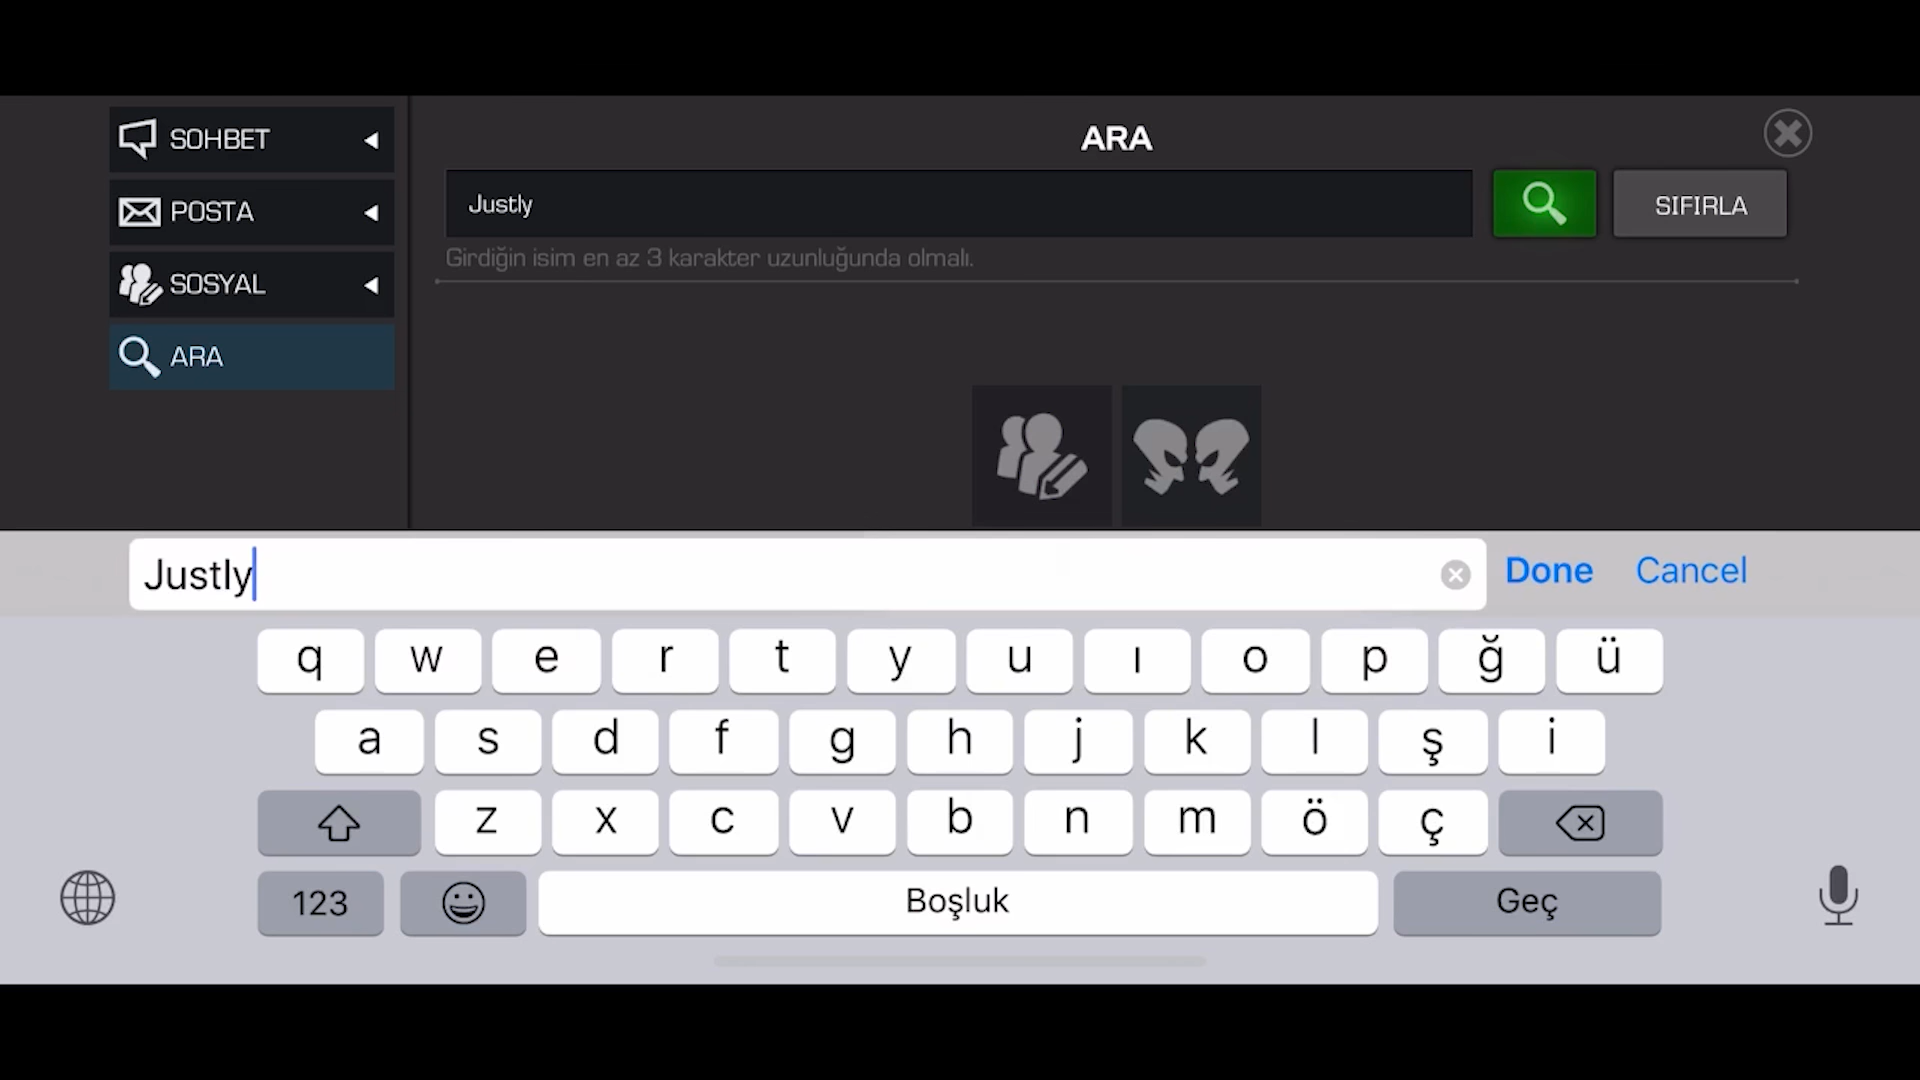 SOHBET
POSTA
SOSYAL
ARA
ARA
Justly
SIFIRLA
Girdiğin isim en az 3 karakter uzunluğunda olmalı.
Justly
Done
Cancel
q w e r t y u ı o p ğ ü
a s d f g h j k l ş i
z x c v b n m ö ç
123
Boşluk
Geç